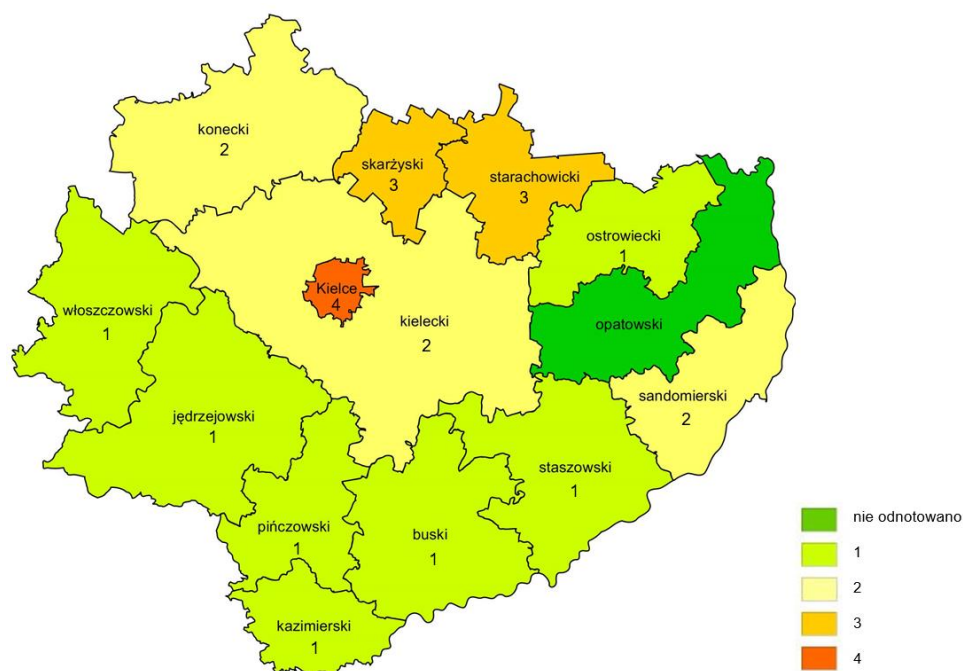 konecki
2
skarżyski
3
starachowicki
3
ostrowiecki
1
Kielce
4
włoszczowski
1
kielecki
2
opatowski
sandomierski
2
jędrzejowski
1
staszowski
1
pińczowski
1
buski
1
kazimierski
1
nie odnotowano
1
2
3
4